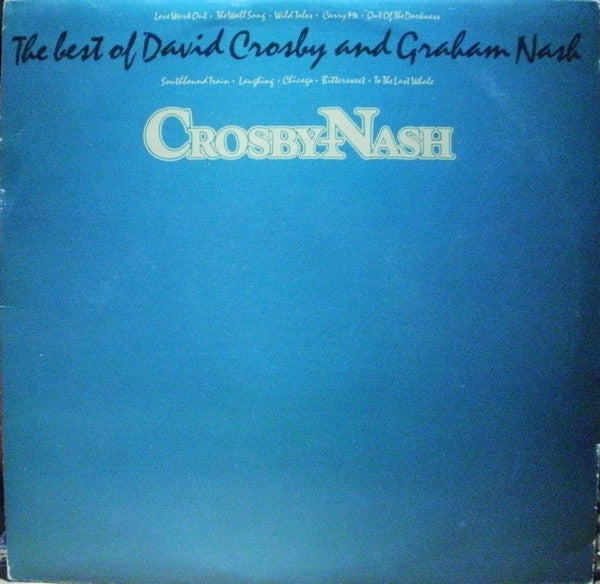 Love Work Out • The Wall Song • Wild Tales • Carry Me • Out Of The Darkness
The best of David Crosby and Graham Nash
Southbound Train • Laughing • Chicago • Bittersweet • To The Last Whale
CROSBY-NASH